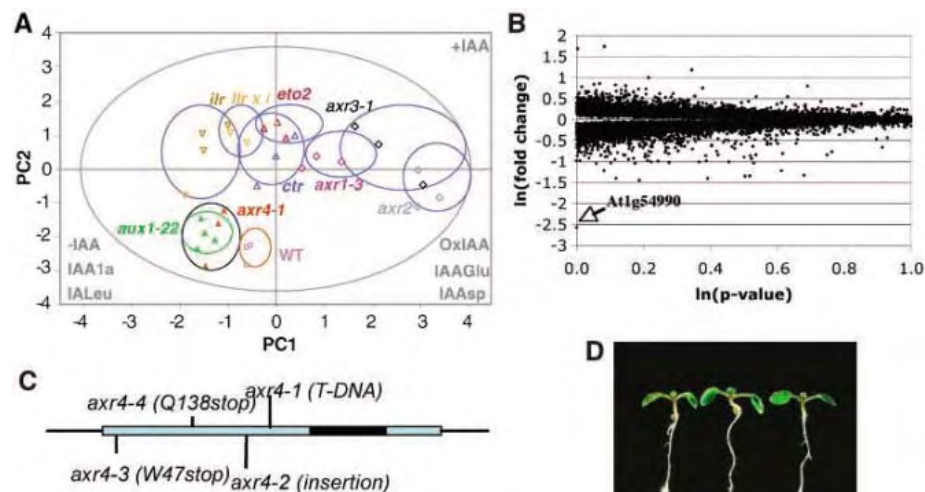 A
4
+IAA
3
eto2
ilr
axr3-1
2
1
PC2
0
ctr
axr1-3
-1
axr4-1
axr2
aux1-22
-2
WT
-IAA
OxIAA
-3
IAA1a
IAAGlu
IALeu
IAAsp
-4
-4 -3 -2 -1 0 1 2 3 4
PC1
B
2
1.5
1
0.5
0
-0.5
-1
-1.5
-2
-2.5
-3
ln(fold change)
At1g54990
0.0 0.2 0.4 0.6 0.8 1.0
ln(p-value)
C
axr4-1 (T-DNA)
axr4-4 (Q138stop)
axr4-3 (W47stop)
axr4-2 (insertion)
D